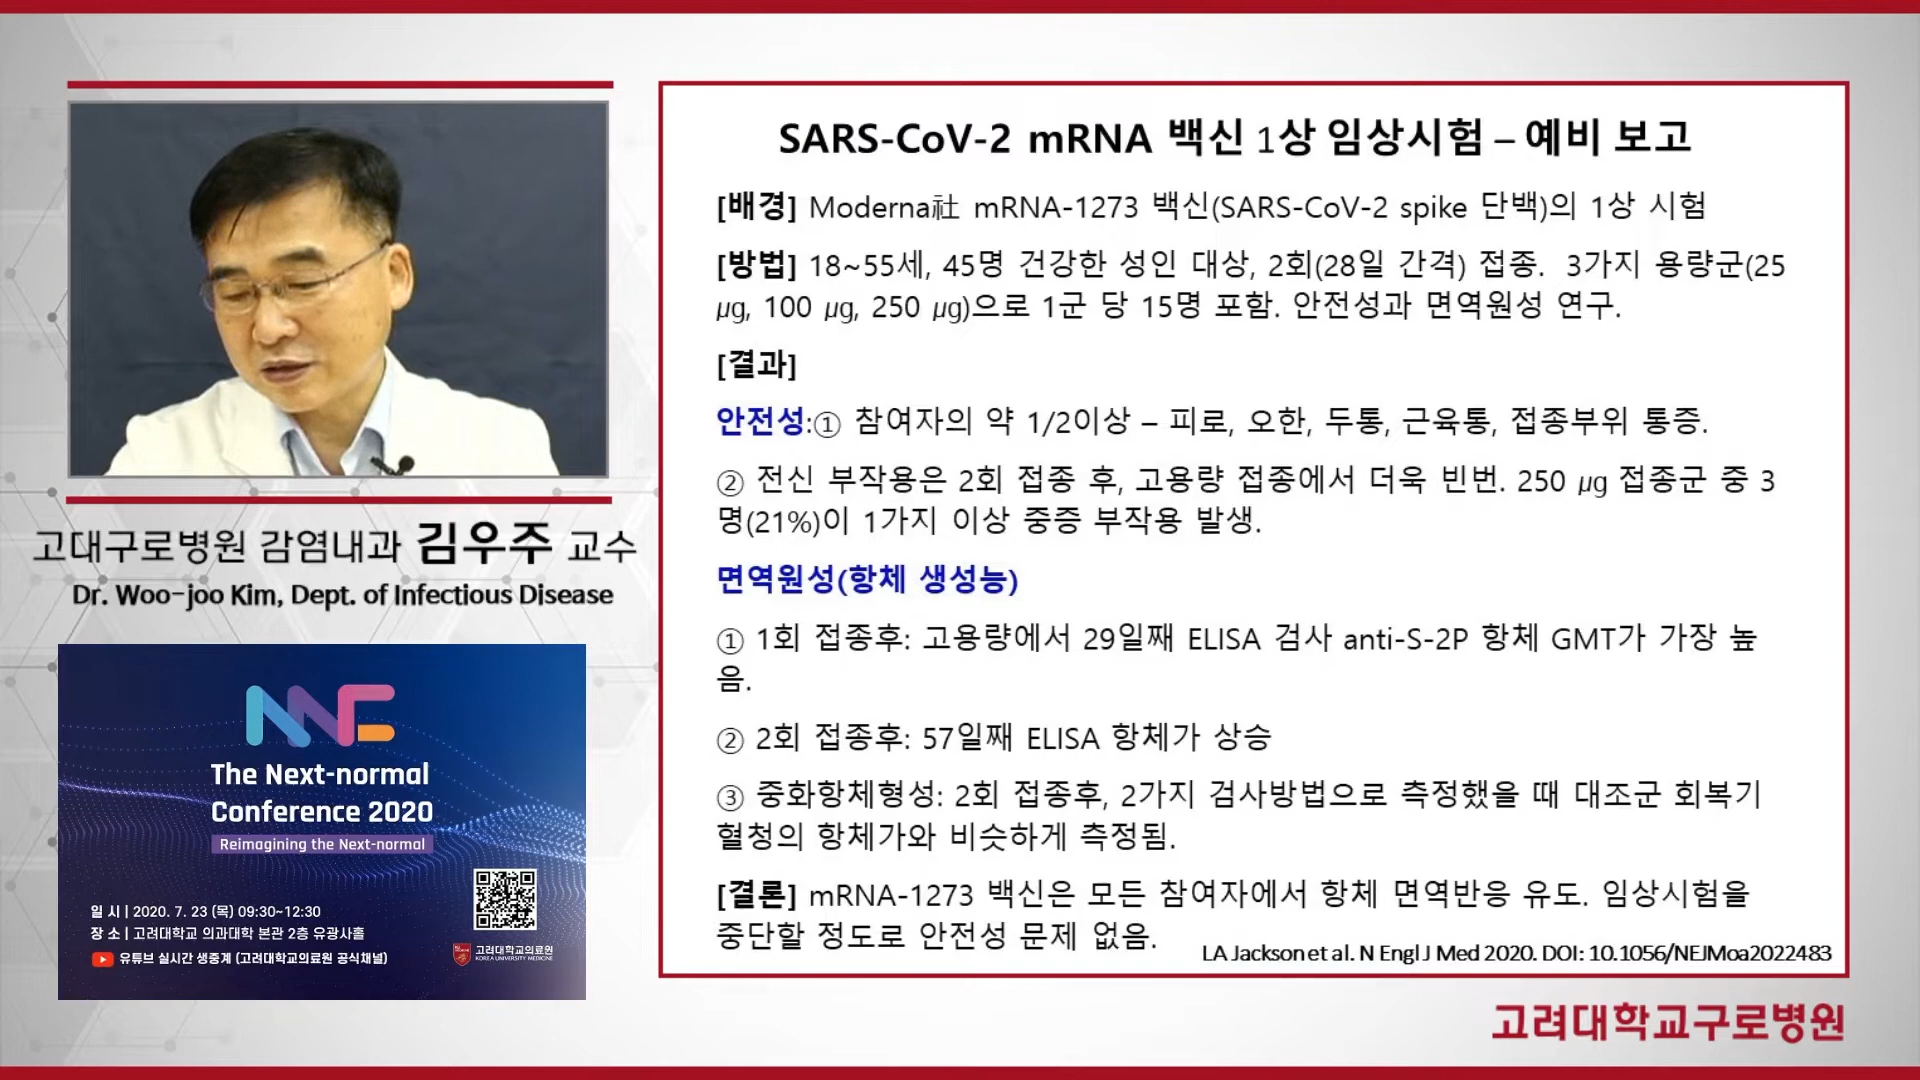 고대구로병원 감염내과 김우주 교수
Dr. Woo-joo Kim, Dept. of Infectious Disease
The Next-normal
Conference 2020
Reimagining the Next-normal
일 시 | 2020. 7. 23 (목) 09:30~12:30
장 소 | 고려대학교 의과대학 본관 2층 유광사홀
유튜브 실시간 생중계 (고려대학교의료원 공식채널)
고려대학교의료원
KOREA UNIVERSITY MEDICINE
SARS-CoV-2 mRNA 백신 1상 임상시험 – 예비 보고
[배경] Moderna社 mRNA-1273 백신(SARS-CoV-2 spike 단백)의 1상 시험
[방법] 18~55세, 45명 건강한 성인 대상, 2회(28일 간격) 접종. 3가지 용량군(25
μg, 100 μg, 250 μg)으로 1군 당 15명 포함. 안전성과 면역원성 연구.
[결과]
안전성:① 참여자의 약 1/2이상 – 피로, 오한, 두통, 근육통, 접종부위 통증.
② 전신 부작용은 2회 접종 후, 고용량 접종에서 더욱 빈번. 250 μg 접종군 중 3
명(21%)이 1가지 이상 중증 부작용 발생.
면역원성(항체 생성능)
① 1회 접종후: 고용량에서 29일째 ELISA 검사 anti-S-2P 항체 GMT가 가장 높
음.
② 2회 접종후: 57일째 ELISA 항체가 상승
③ 중화항체형성: 2회 접종후, 2가지 검사방법으로 측정했을 때 대조군 회복기
혈청의 항체가와 비슷하게 측정됨.
[결론] mRNA-1273 백신은 모든 참여자에서 항체 면역반응 유도. 임상시험을
중단할 정도로 안전성 문제 없음.
LA Jackson et al. N Engl J Med 2020. DOI: 10.1056/NEJMoa2022483
고려대학교구로병원